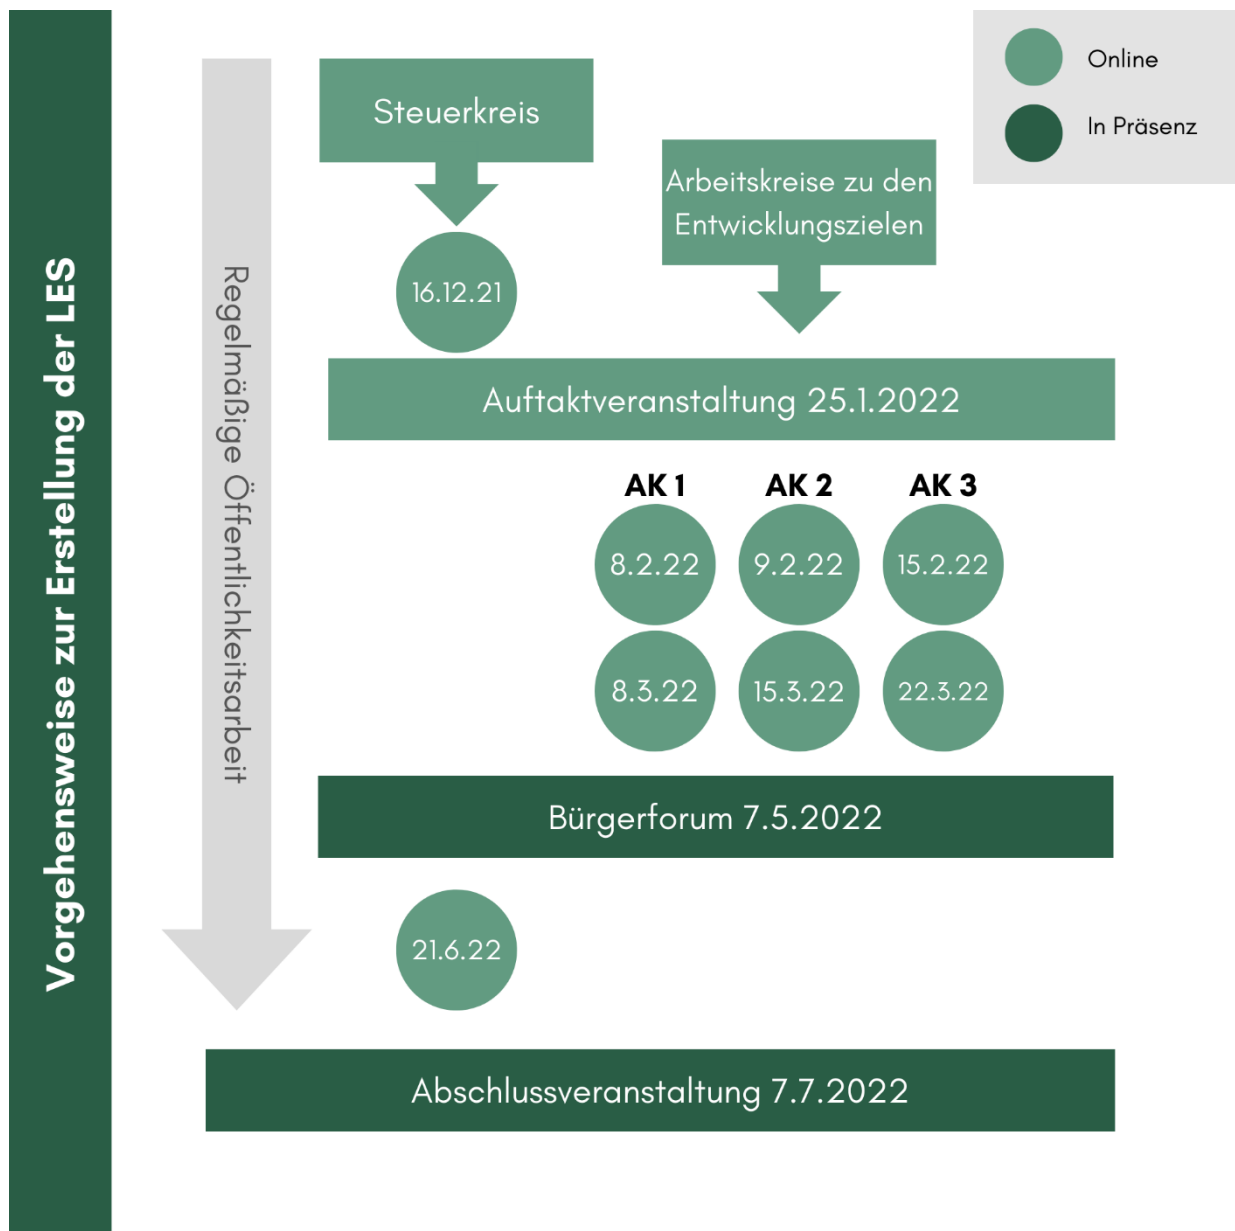 Vorgehensweise zur Erstellung der LES
Regelmäßige Öffentlichkeitsarbeit
Online
In Präsenz
Steuerkreis
Arbeitskreise zu den
Entwicklungszielen
16.12.21
Auftaktveranstaltung 25.1.2022
AK 1 AK 2 AK 3
8.2.22 9.2.22 15.2.22
8.3.22 15.3.22 22.3.22
Bürgerforum 7.5.2022
21.6.22
Abschlussveranstaltung 7.7.2022